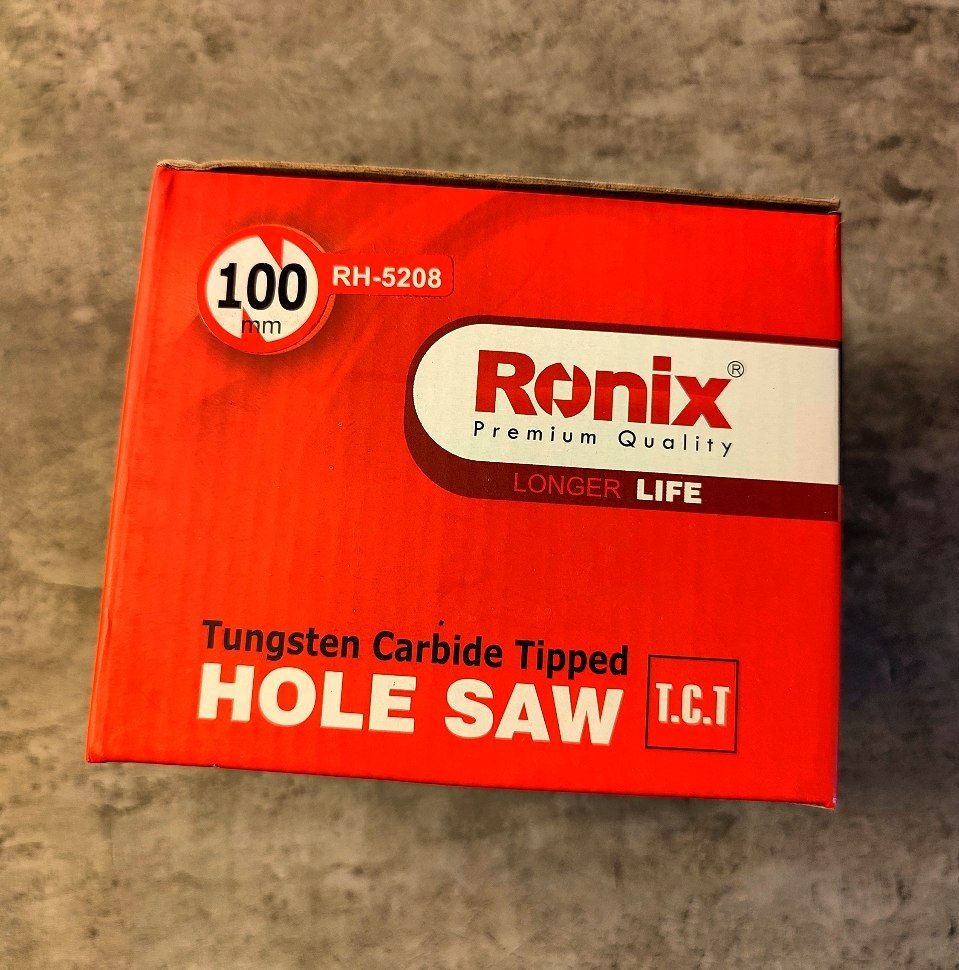 100
mm
RH-5208
Ronix®
Premium Quality
LONGER LIFE
Tungsten Carbide Tipped
HOLE SAW
T.C.T